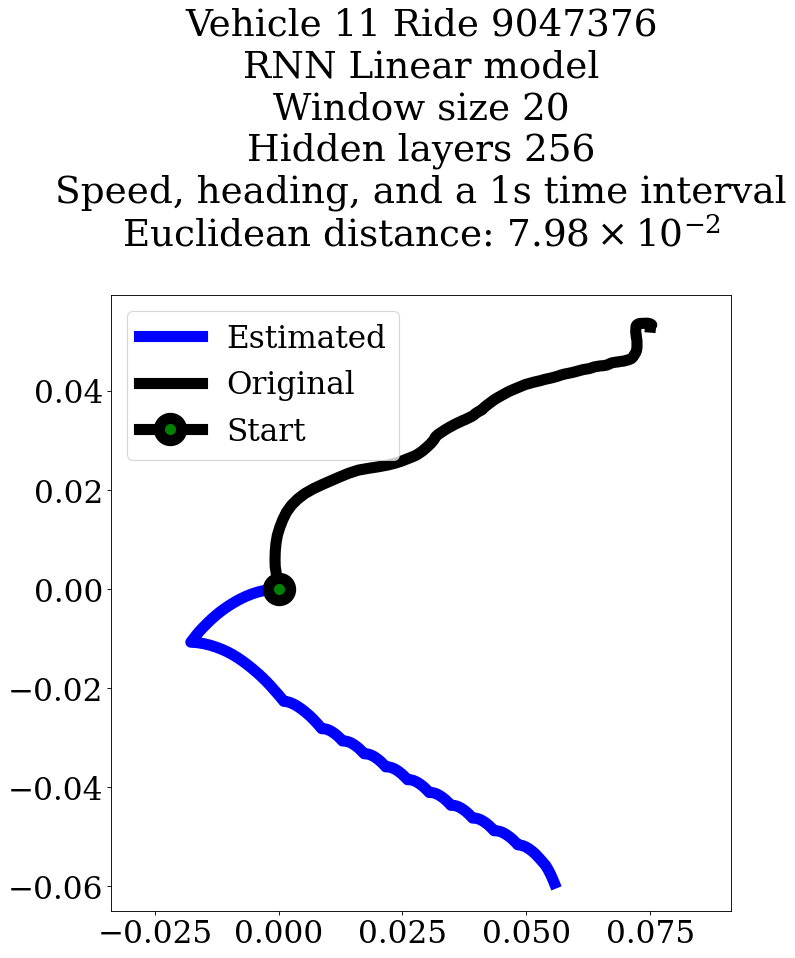 Vehicle 11 Ride 9047376
RNN Linear model
Window size 20
Hidden layers 256
Speed, heading, and a 1s time interval
Euclidean distance: 7.98 × 10⁻²
Estimated
Original
Start
0.04
0.02
0.00
−0.02
−0.04
−0.06
−0.025 0.000 0.025 0.050 0.075